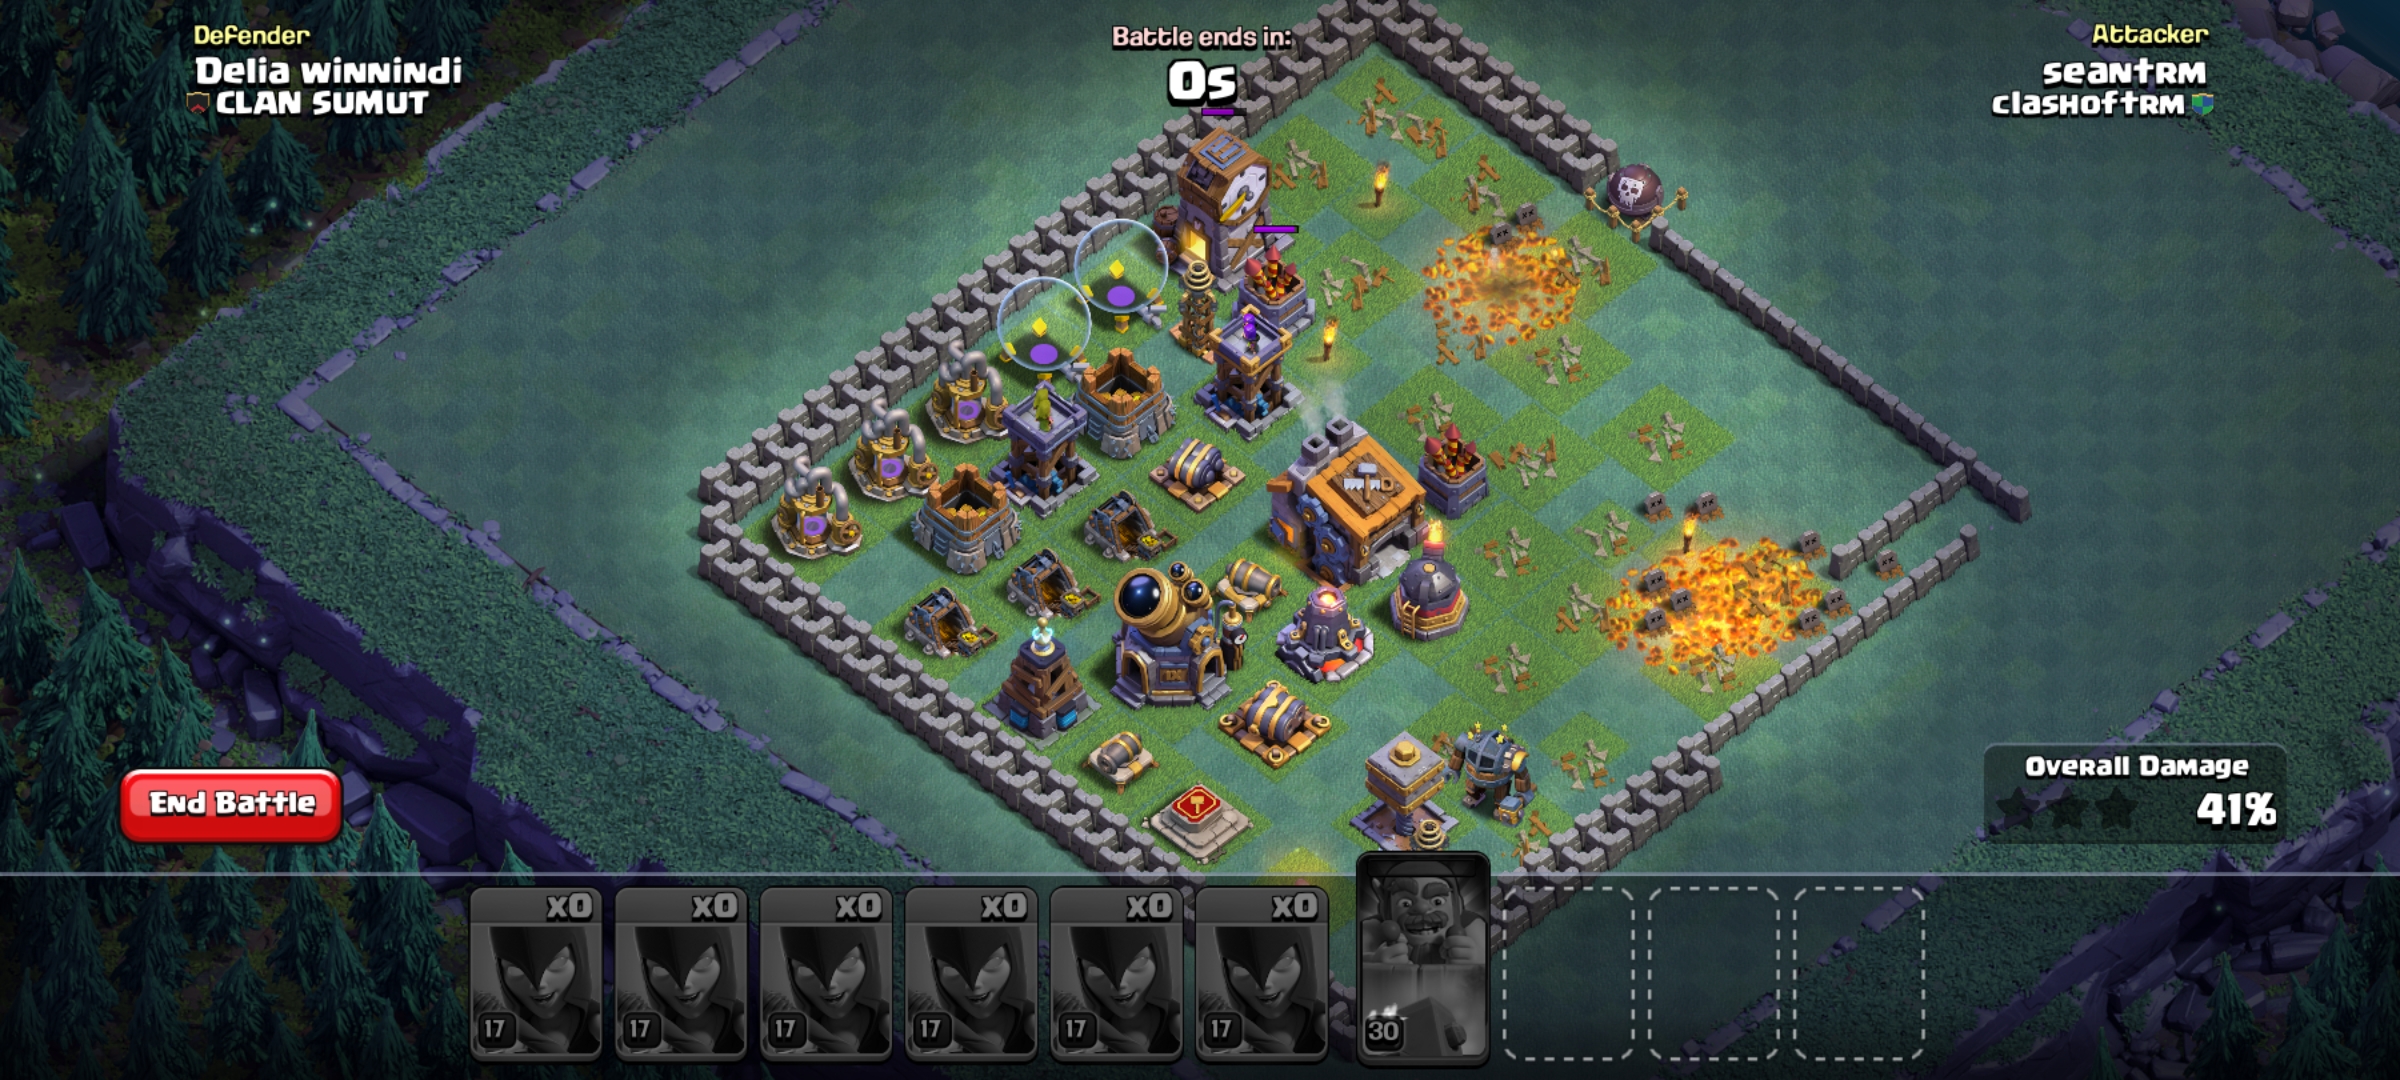 Defender
Delia winnindi
CLAN SUMUT
Battle ends in:
0s
Attacker
seantRM
clashoftRM
End Battle
Overall Damage
41%
x0
x0
x0
x0
x0
x0
17
17
17
17
17
17
30